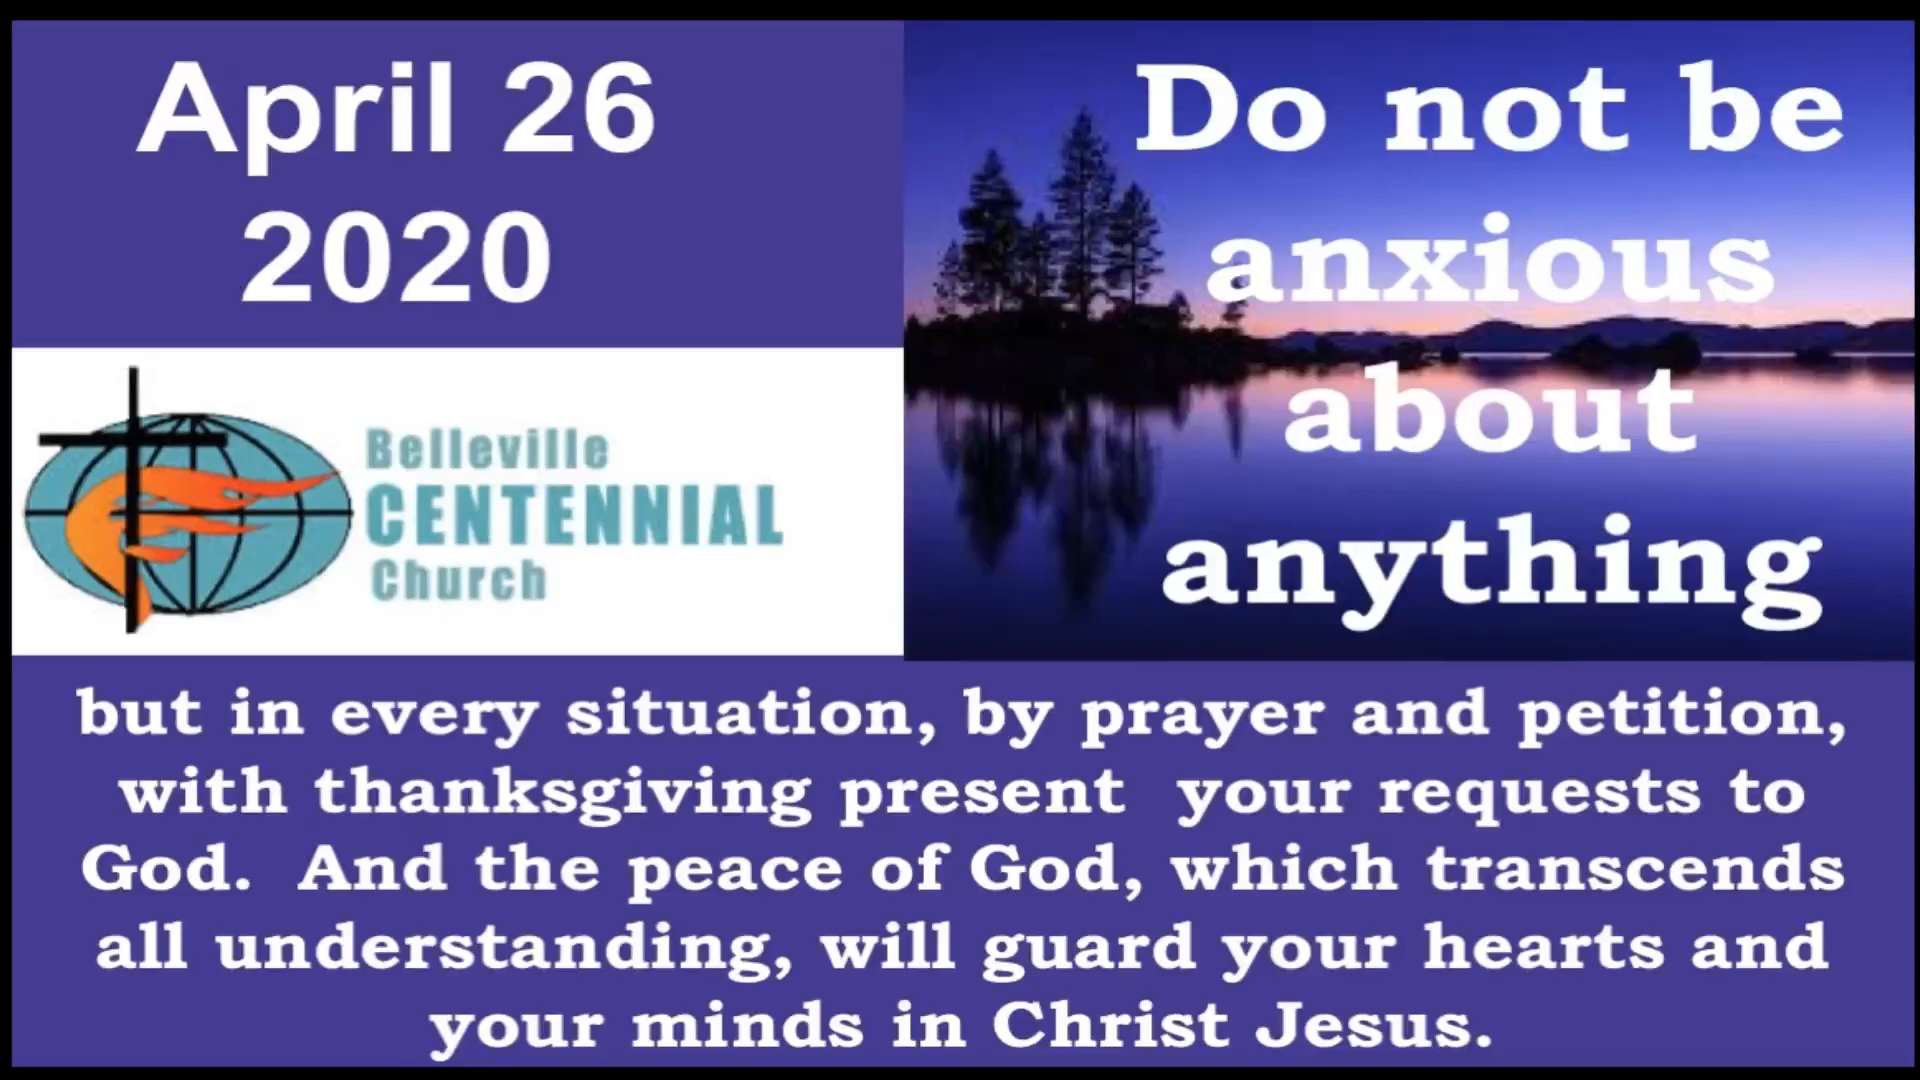 April 26
2020
Belleville
CENTENNIAL
Church
Do not be
anxious
about
anything
but in every situation, by prayer and petition,
with thanksgiving present  your requests to
God.  And the peace of God, which transcends
all understanding, will guard your hearts and
your minds in Christ Jesus.